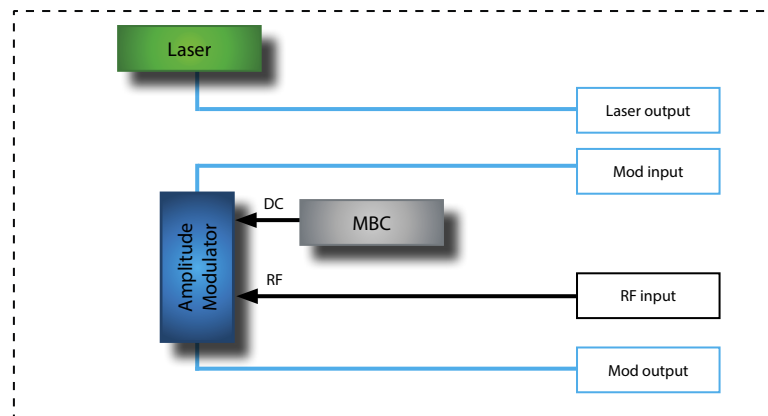 Laser
Laser output
Mod input
DC
MBC
Amplitude
Modulator
RF
RF input
Mod output